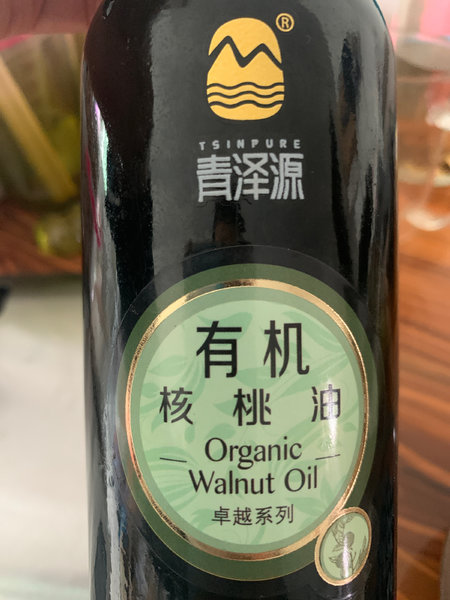 ®
TSINPURE
青泽源
有机
核桃油
Organic
Walnut Oil
卓越系列